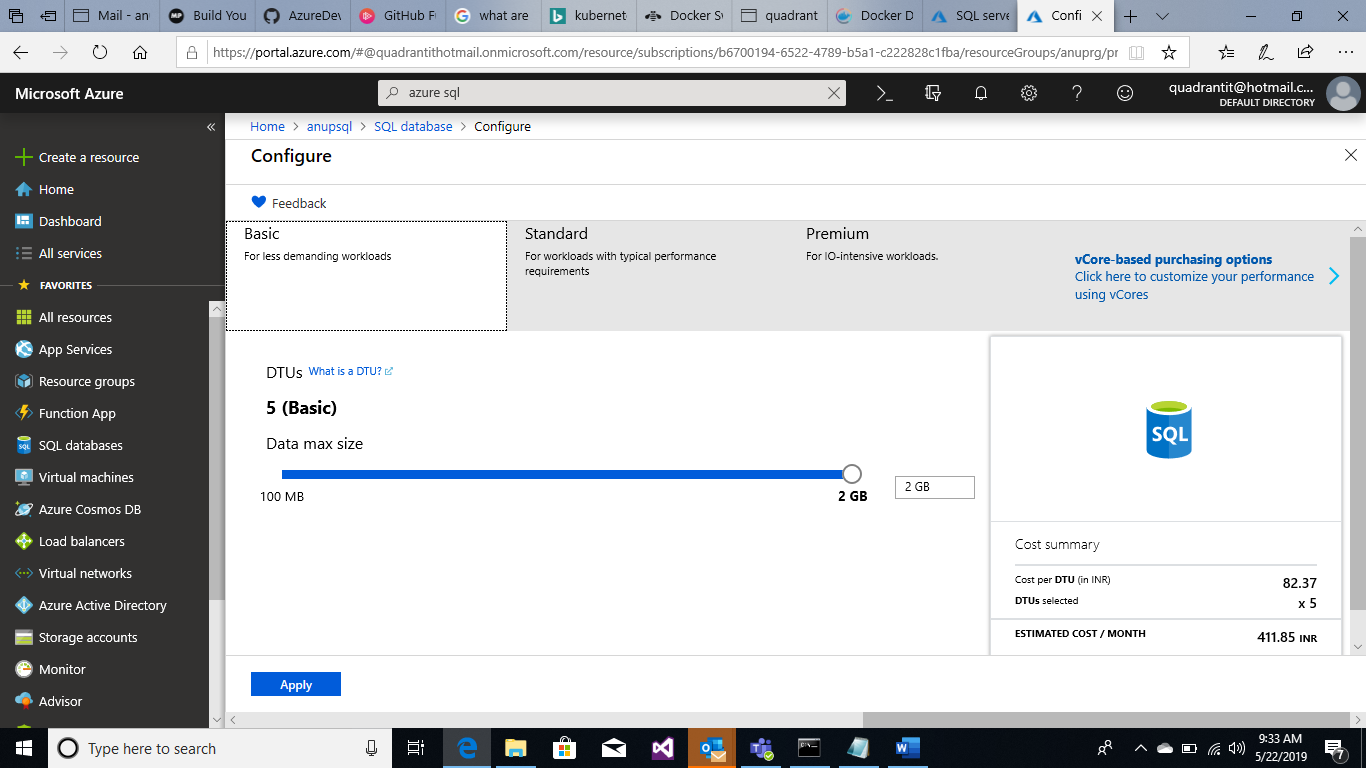 Mail - an
Build You
AzureDev
GitHub F
what are
kubernet
Docker Sv
quadrant
Docker D
SQL serve
Confi
https://portal.azure.com/#@quadrantithotmail.onmicrosoft.com/resource/subscriptions/b6700194-6522-4789-b5a1-c222828c1fba/resourceGroups/anuprg/pr
Microsoft Azure
azure sql
quadrantit@hotmail.c...
DEFAULT DIRECTORY
Create a resource
Home
Dashboard
All services
FAVORITES
All resources
App Services
Resource groups
Function App
SQL databases
Virtual machines
Azure Cosmos DB
Load balancers
Virtual networks
Azure Active Directory
Storage accounts
Monitor
Advisor
Home > anupsql > SQL database > Configure
Configure
Feedback
Basic
For less demanding workloads
Standard
For workloads with typical performance
requirements
Premium
For IO-intensive workloads.
vCore-based purchasing options
Click here to customize your performance
using vCores
DTUs What is a DTU?
5 (Basic)
Data max size
100 MB
2 GB
2 GB
SQL
Cost summary
Cost per DTU (in INR) 82.37
DTUs selected x 5
ESTIMATED COST / MONTH 411.85 INR
Apply
Type here to search
9:33 AM
5/22/2019
7